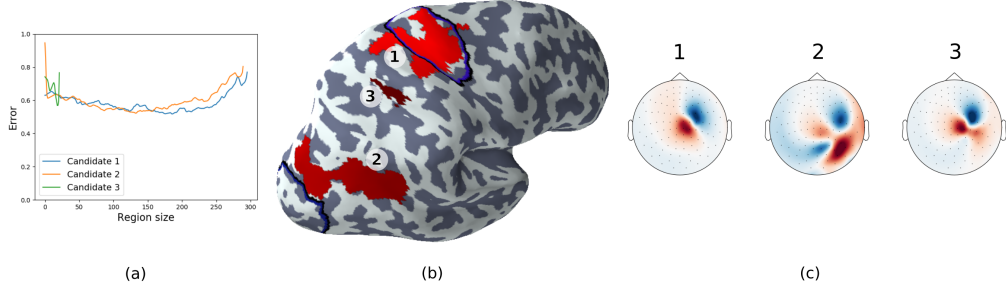 1.0
0.8
0.6
0.4
0.2
0.0
Error
0 50 100 150 200 250 300
Region size
Candidate 1
Candidate 2
Candidate 3
(a)
1
3
2
(b)
1 2 3
(c)